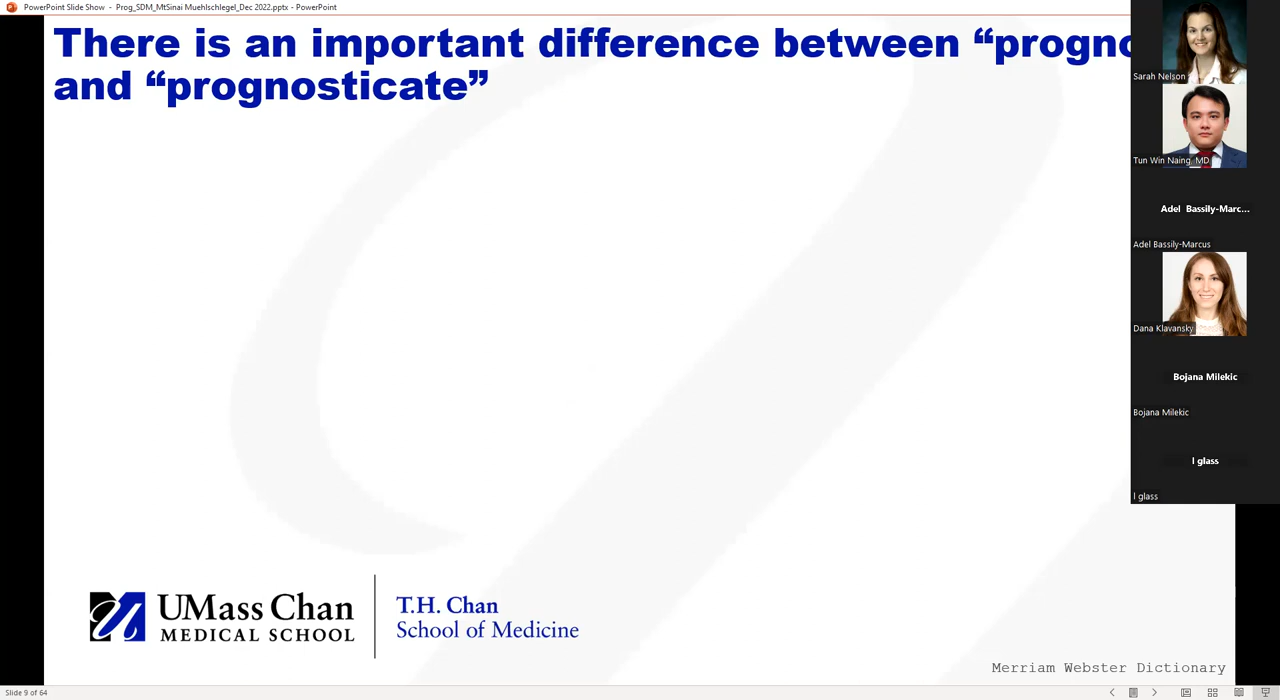 PowerPoint Slide Show - Prog_SDM_MtSinai Muehlschlegel_Dec 2022.pptx - PowerPoint
There is an important difference between “progno
and “prognosticate”
Sarah Nelson
Tun Win Naing, MD
Adel Bassily-Marc...
Adel Bassily-Marcus
Dana Klavansky
Bojana Milekic
Bojana Milekic
l glass
l glass
UMass Chan
MEDICAL SCHOOL
T.H. Chan
School of Medicine
Merriam Webster Dictionary
Slide 9 of 64